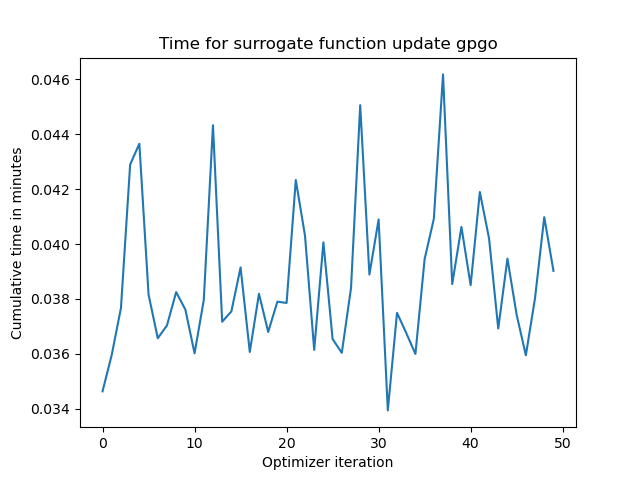 Time for surrogate function update gpgo
0.046
0.044
0.042
0.040
0.038
0.036
0.034
Cumulative time in minutes
0 10 20 30 40 50
Optimizer iteration